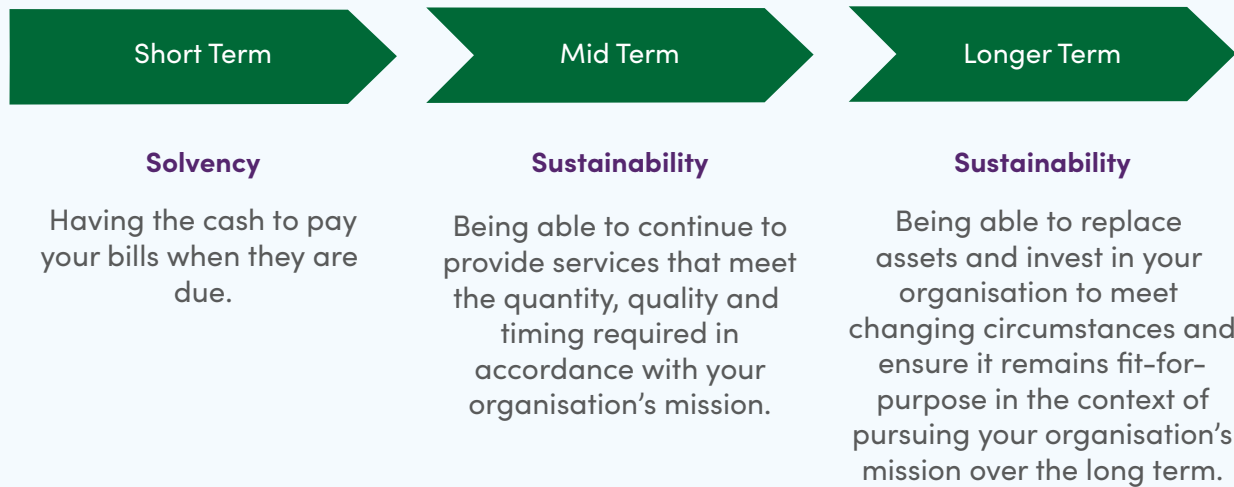 Short Term
Mid Term
Longer Term
Solvency
Having the cash to pay
your bills when they are
due.
Sustainability
Being able to continue to
provide services that meet
the quantity, quality and
timing required in
accordance with your
organisation's mission.
Sustainability
Being able to replace
assets and invest in your
organisation to meet
changing circumstances and
ensure it remains fit-for-
purpose in the context of
pursuing your organisation's
mission over the long term.